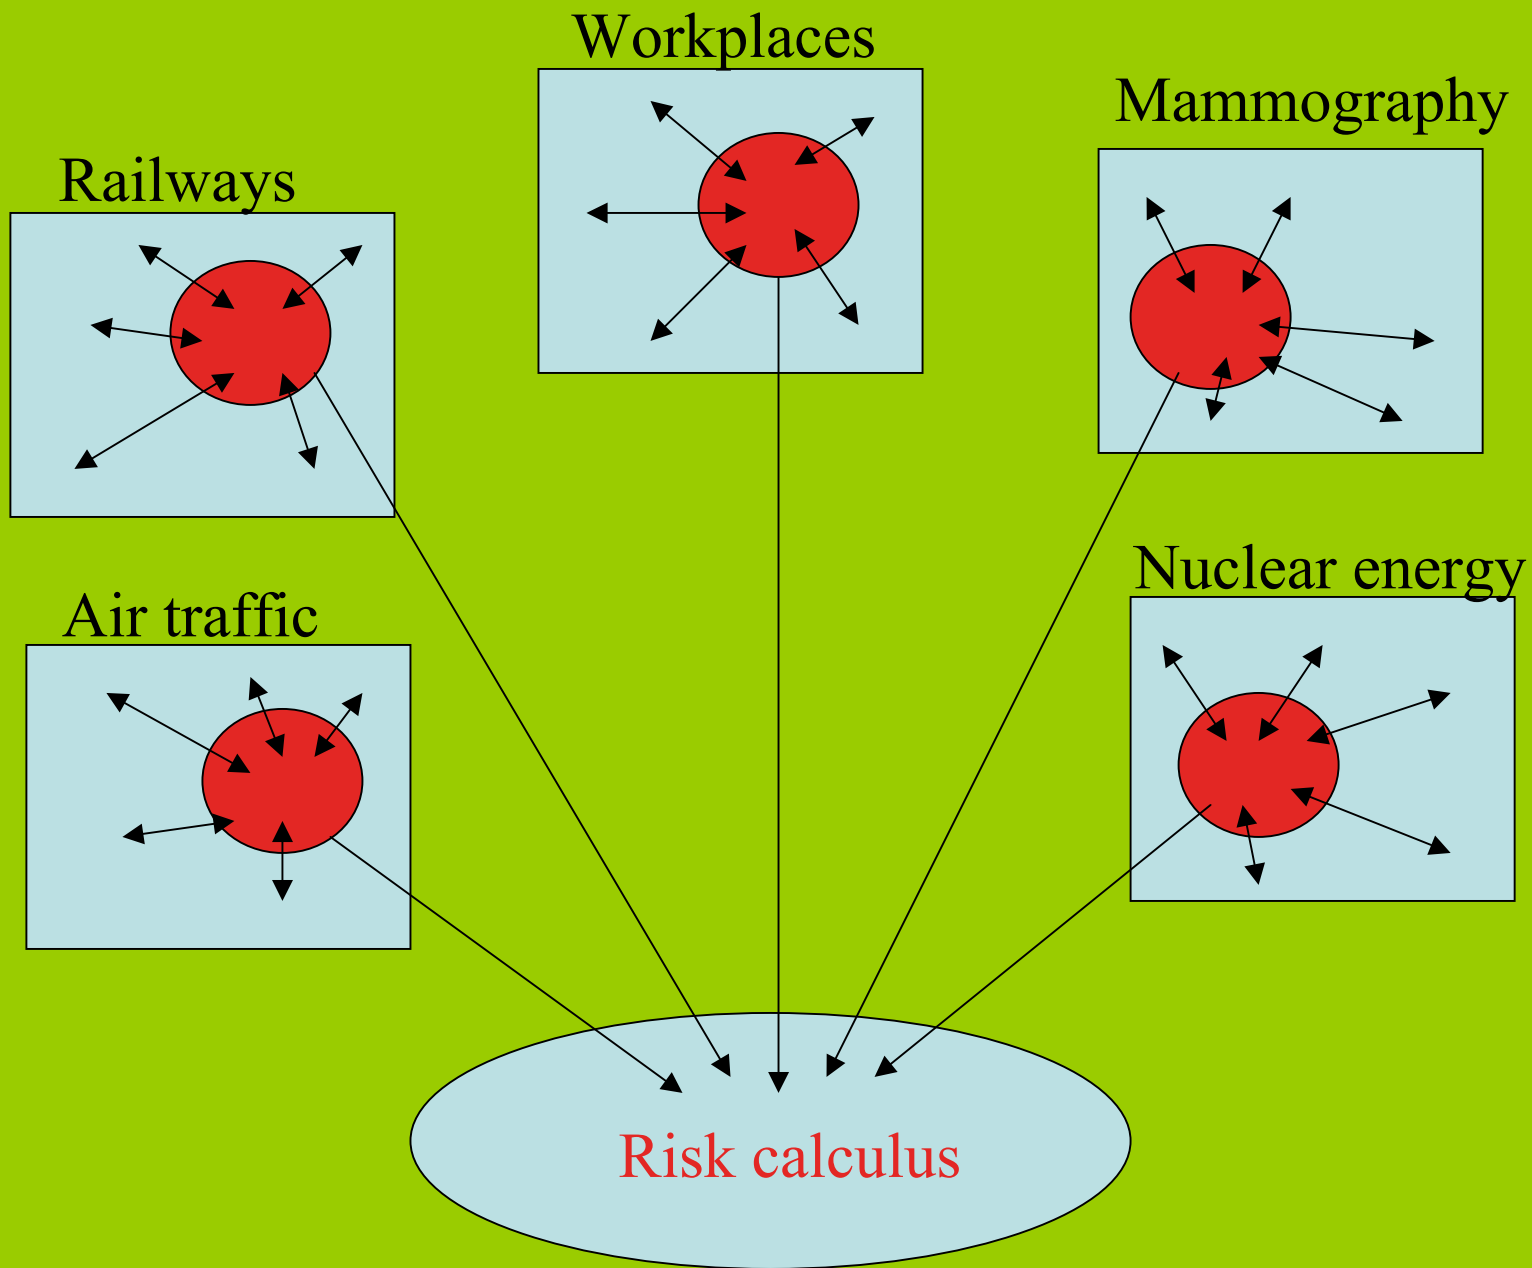 Workplaces
Mammography
Railways
Nuclear energy
Air traffic
Risk calculus